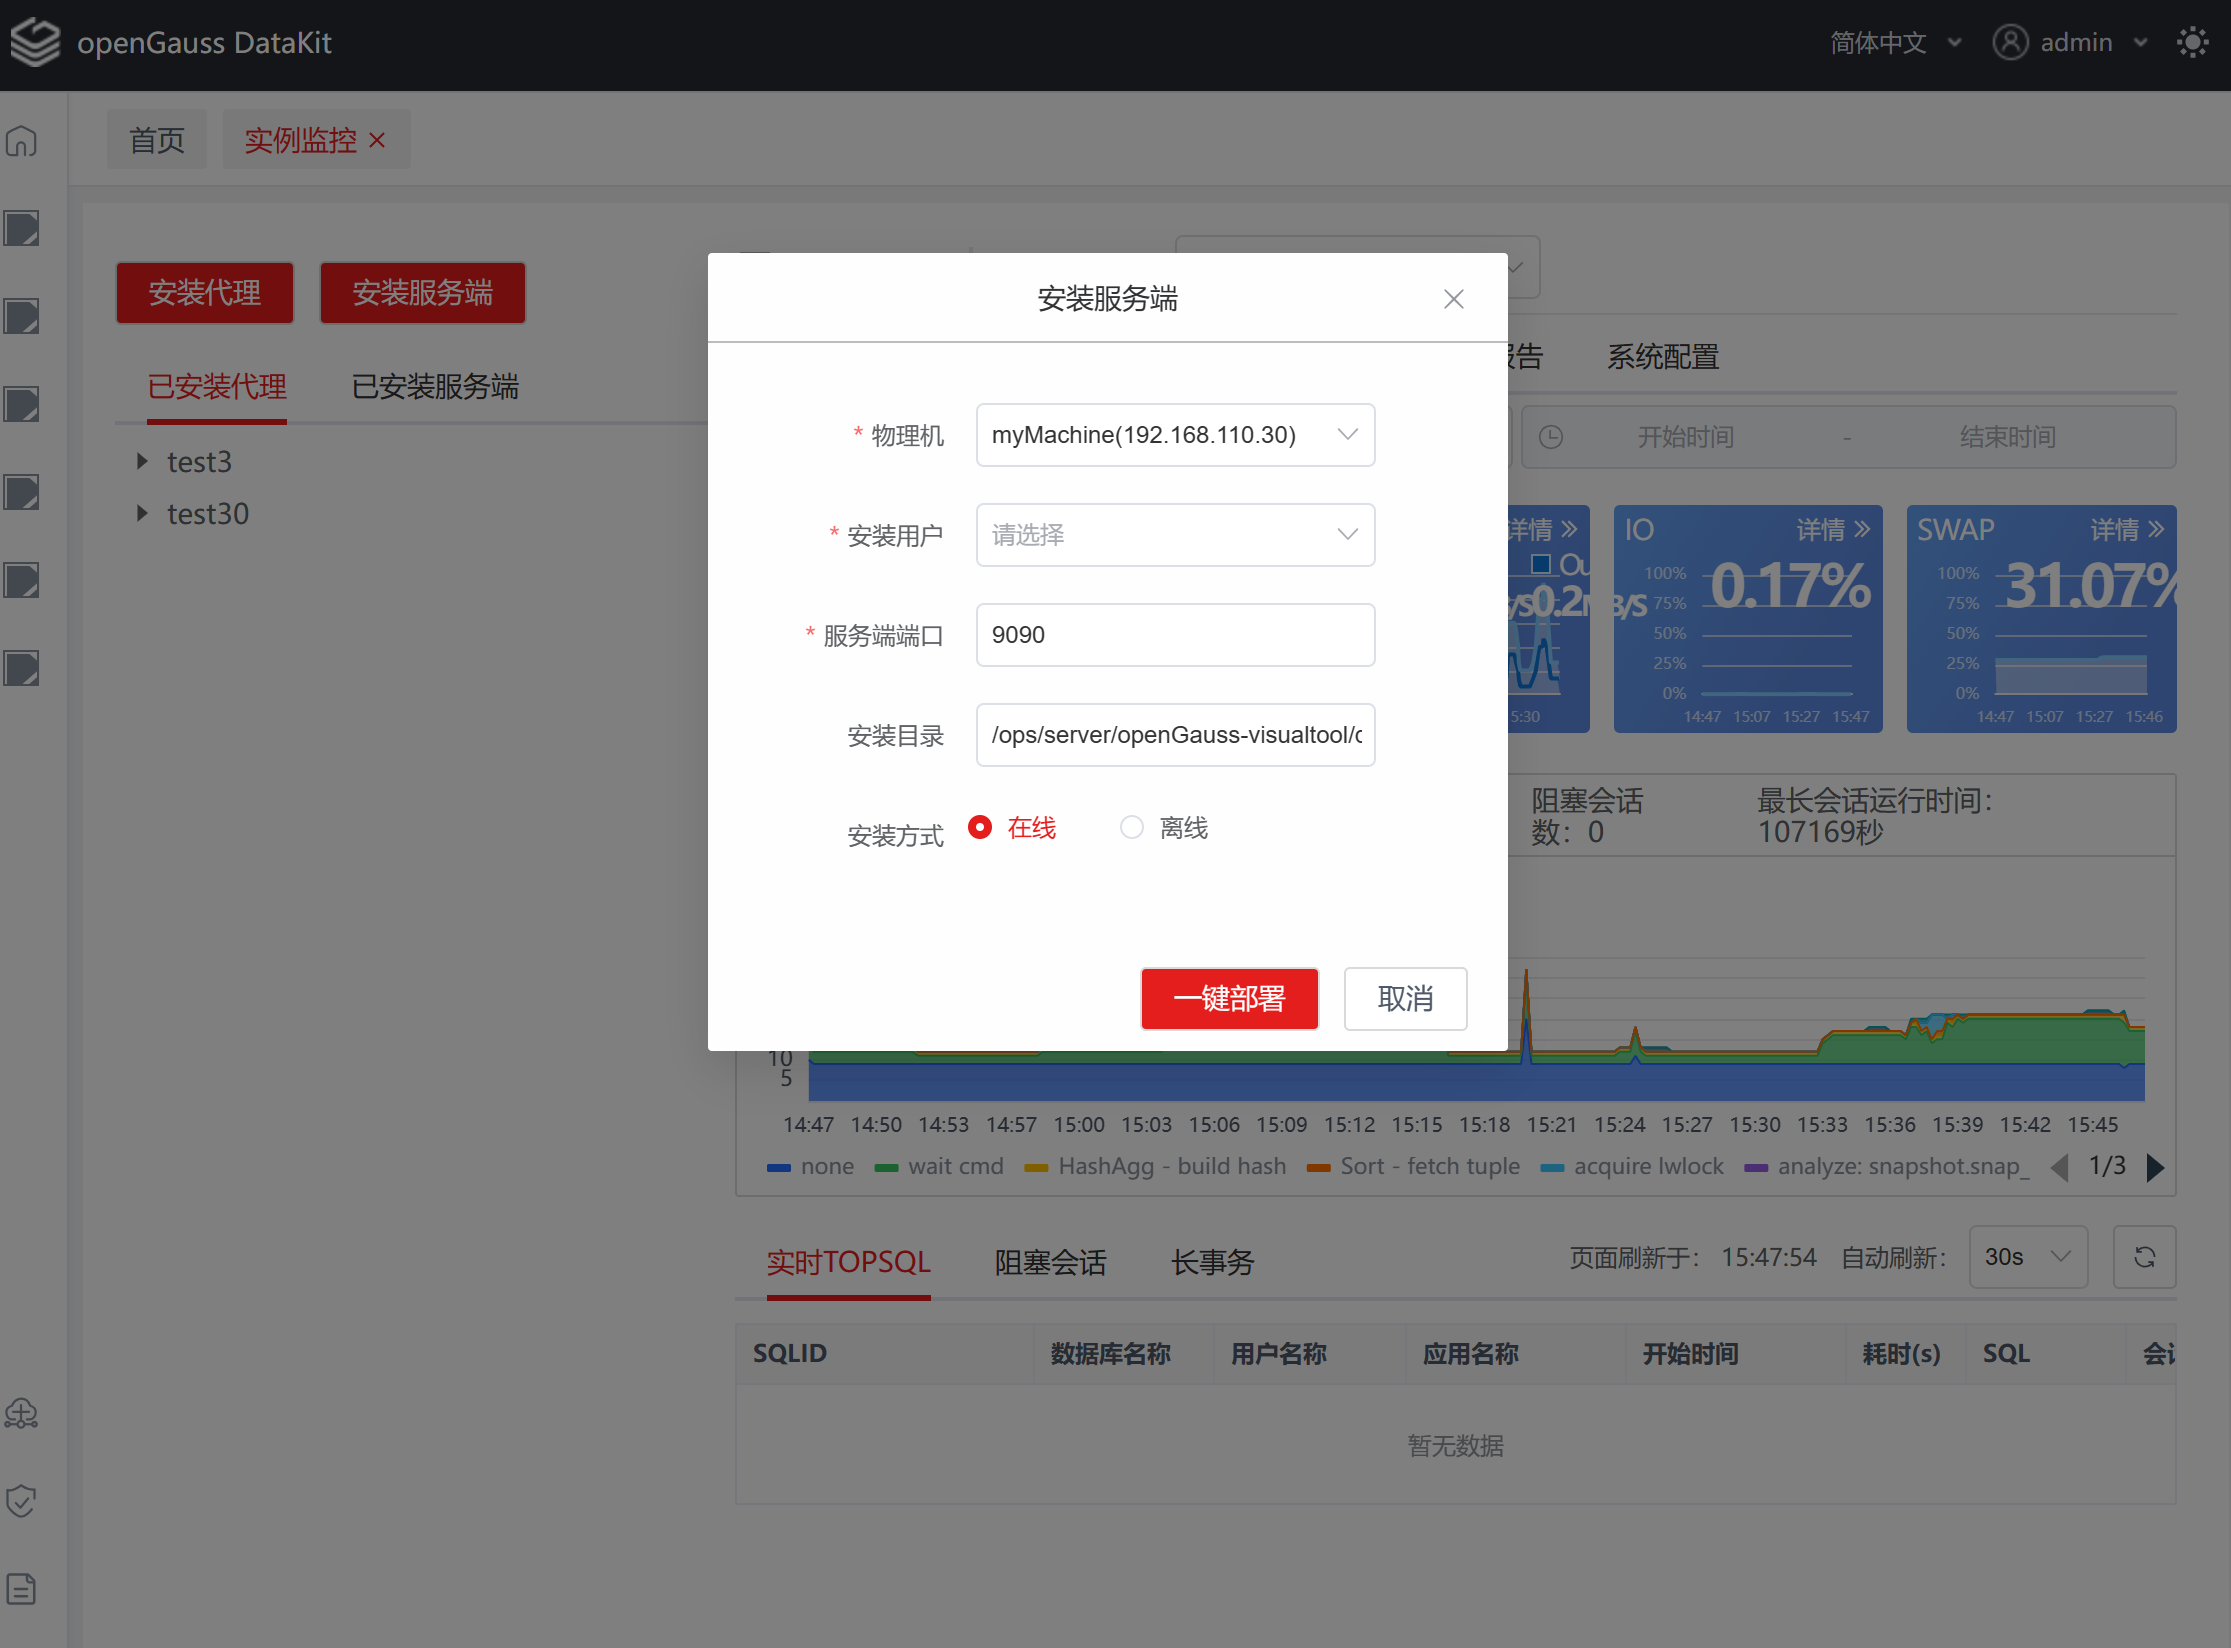 openGauss DataKit
简体中文
admin
首页
实例监控
安装代理
安装服务端
已安装代理
已安装服务端
test3
test30
安装服务端
* 物理机
myMachine(192.168.110.30)
* 安装用户
请选择
* 服务端端口
9090
安装目录
/ops/server/openGauss-visualtool/
安装方式
在线
离线
一键部署
取消
告
系统配置
开始时间 - 结束时间
详情
Ou
/s0.2MB/S
5:30
IO
详情
0.17%
100%
75%
50%
25%
0%
14:47 15:07 15:27 15:47
SWAP
详情
31.07%
100%
75%
50%
25%
0%
14:47 15:07 15:27 15:46
阻塞会话
数：0
最长会话运行时间：
107169秒
10
5
14:47 14:50 14:53 14:57 15:00 15:03 15:06 15:09 15:12 15:15 15:18 15:21 15:24 15:27 15:30 15:33 15:36 15:39 15:42 15:45
none wait cmd HashAgg - build hash Sort - fetch tuple acquire lwlock analyze: snapshot.snap_ 1/3
实时TOPSQL
阻塞会话
长事务
页面刷新于： 15:47:54 自动刷新：
30s
SQLID 数据库名称 用户名称 应用名称 开始时间 耗时(s) SQL 会
暂无数据